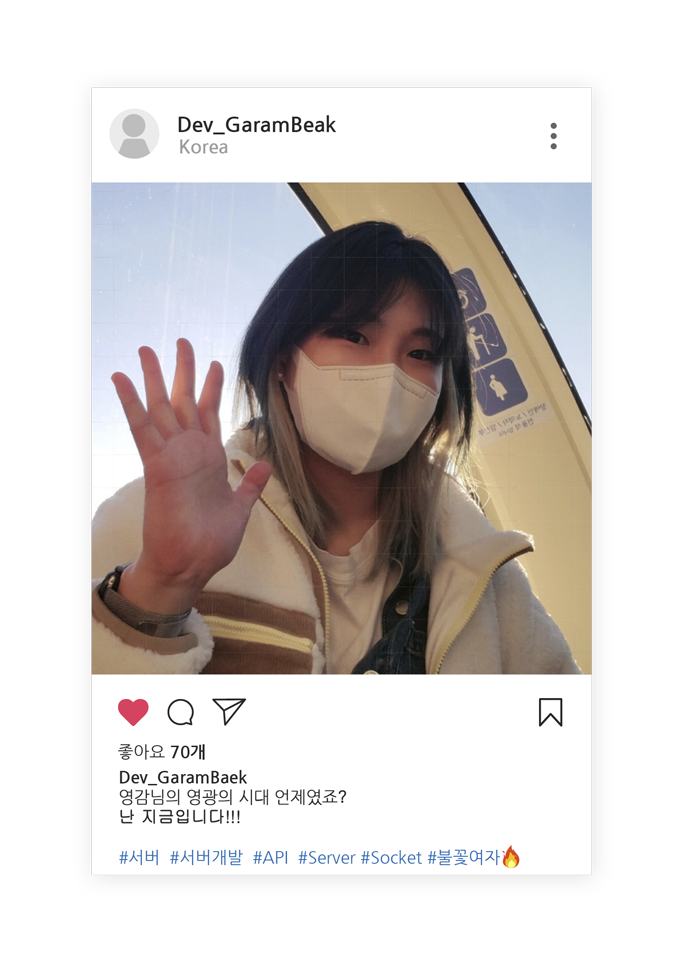 Dev_GaramBeak
Korea
좋아요 70개
Dev_GaramBaek
영감님의 영광의 시대 언제였죠?
난 지금입니다!!!
#서버 #서버개발 #API #Server #Socket #불꽃여자🔥